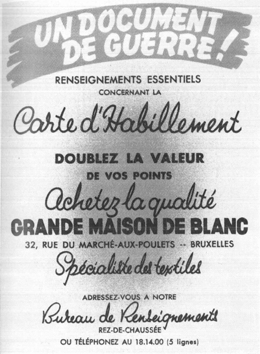 UN DOCUMENT
DE GUERRE!
RENSEIGNEMENTS ESSENTIELS
CONCERNANT LA
Carte d'Habillement
DOUBLEZ LA VALEUR
DE VOS POINTS
Achetez la qualité
GRANDE MAISON DE BLANC
32, RUE DU MARCHÉ-AUX-POULETS -- BRUXELLES
Spécialiste des textiles
ADRESSEZ-VOUS A NOTRE
Bureau de Renseignements
REZ-DE-CHAUSSÉE
OU TÉLÉPHONEZ AU 18.14.00 (5 lignes)